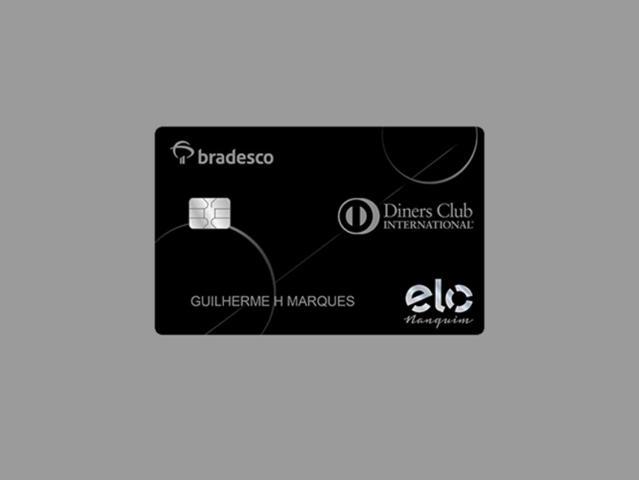 bradesco
Diners Club
INTERNATIONAL
GUILHERME H MARQUES
elo
Nanquim